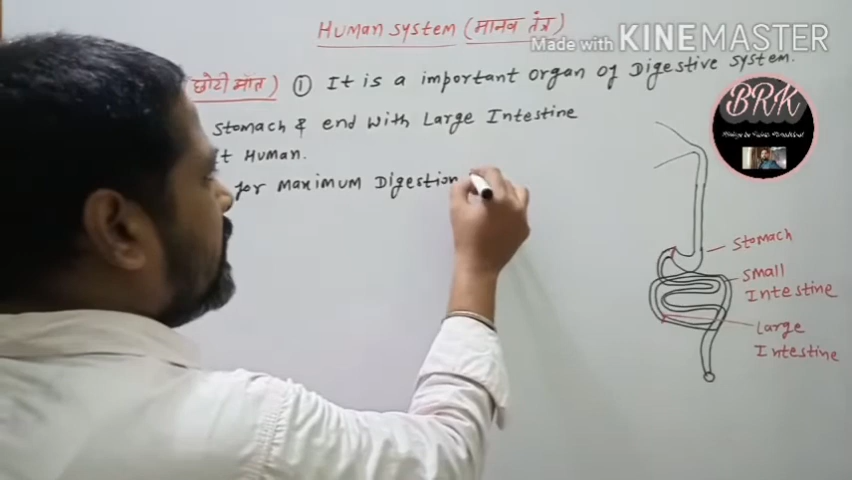 Human system (मानव तंत्र)
Made with KINEMASTER
(छोटी आंत) ① It is a important organ of Digestive system.
stomach & end with Large Intestine
Human.
for maximum Digestion
BRK
stomach
small
Intestine
Large
Intestine